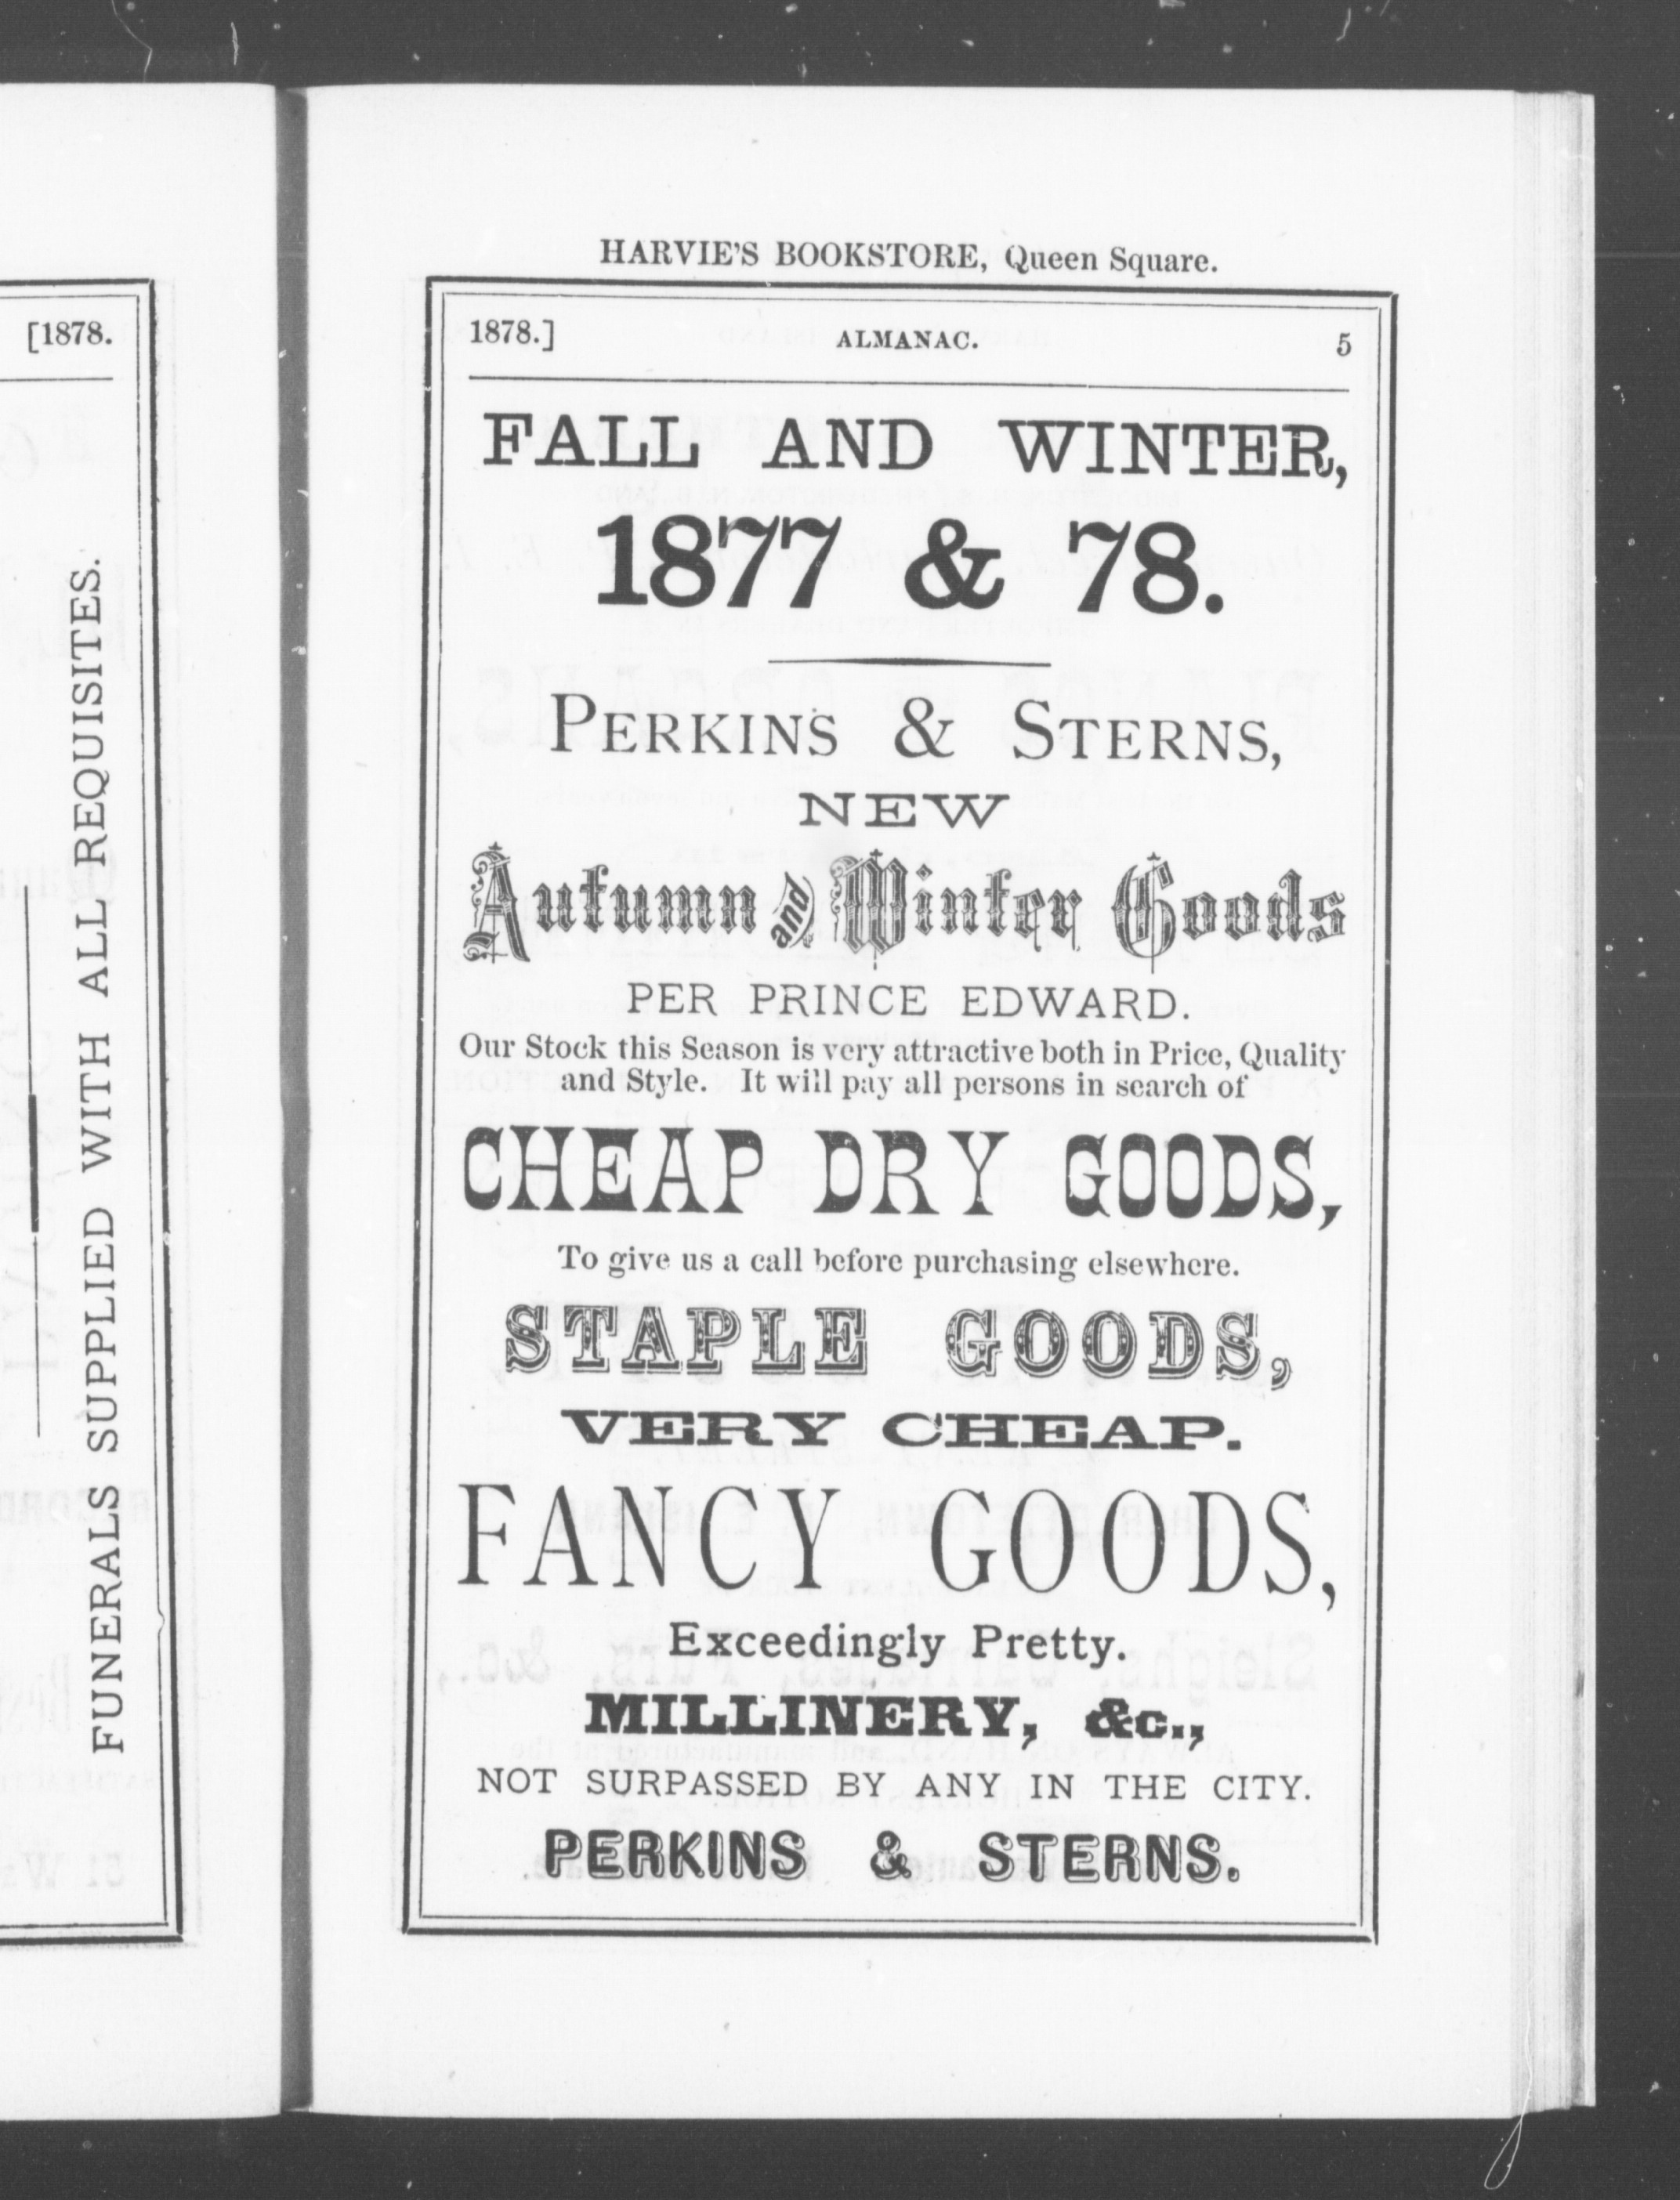 [1878.
FUNERALS SUPPLIED WITH ALL REQUISITES.
HARVIE'S BOOKSTORE, Queen Square.
1878.] ALMANAC. 5
FALL AND WINTER,
1877 & 78.
PERKINS & STERNS,
NEW
Autumn and Winter Goods
PER PRINCE EDWARD.
Our Stock this Season is very attractive both in Price, Quality
and Style. It will pay all persons in search of
CHEAP DRY GOODS,
To give us a call before purchasing elsewhere.
STAPLE GOODS,
VERY CHEAP.
FANCY GOODS,
Exceedingly Pretty.
MILLINERY, &c.,
NOT SURPASSED BY ANY IN THE CITY.
PERKINS & STERNS.